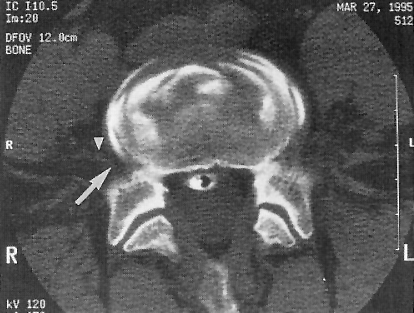 IC I10.5
Im:20
DFOV 12.0cm
BONE
MAR 27, 1995
512
R
L
R
L
kV 120